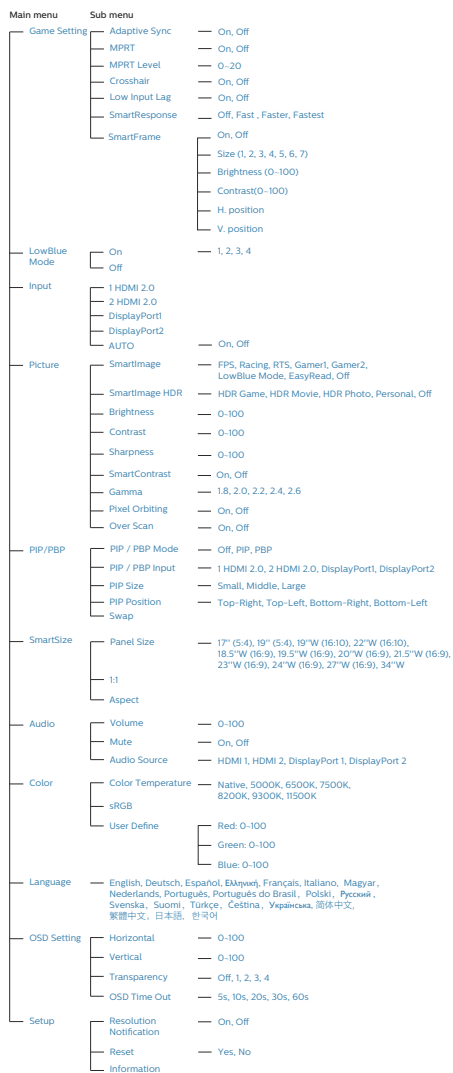 Main menu Sub menu
Game Setting Adaptive Sync On, Off
MPRT On, Off
MPRT Level 0-20
Crosshair On, Off
Low Input Lag On, Off
SmartResponse Off, Fast , Faster, Fastest
SmartFrame On, Off
Size (1, 2, 3, 4, 5, 6, 7)
Brightness (0-100)
Contrast(0-100)
H. position
V. position
LowBlue Mode On 1, 2, 3, 4
Off
Input 1 HDMI 2.0
2 HDMI 2.0
DisplayPort1
DisplayPort2
AUTO On, Off
Picture SmartImage FPS, Racing, RTS, Gamer1, Gamer2,
LowBlue Mode, EasyRead, Off
SmartImage HDR HDR Game, HDR Movie, HDR Photo, Personal, Off
Brightness 0-100
Contrast 0-100
Sharpness 0-100
SmartContrast On, Off
Gamma 1.8, 2.0, 2.2, 2.4, 2.6
Pixel Orbiting On, Off
Over Scan On, Off
PIP/PBP PIP / PBP Mode Off, PIP, PBP
PIP / PBP Input 1 HDMI 2.0, 2 HDMI 2.0, DisplayPort1, DisplayPort2
PIP Size Small, Middle, Large
PIP Position Top-Right, Top-Left, Bottom-Right, Bottom-Left
Swap
SmartSize Panel Size 17" (5:4), 19" (5:4), 19"W (16:10), 22"W (16:10),
18.5"W (16:9), 19.5"W (16:9), 20"W (16:9), 21.5"W (16:9),
23"W (16:9), 24"W (16:9), 27"W (16:9), 34"W
1:1
Aspect
Audio Volume 0-100
Mute On, Off
Audio Source HDMI 1, HDMI 2, DisplayPort 1, DisplayPort 2
Color Color Temperature Native, 5000K, 6500K, 7500K,
8200K, 9300K, 11500K
sRGB
User Define Red: 0-100
Green: 0-100
Blue: 0-100
Language English, Deutsch, Español, Ελληνική, Français, Italiano, Magyar,
Nederlands, Português, Português do Brasil, Polski, Русский,
Svenska, Suomi, Türkçe, Čeština, Українська, 简体中文,
繁體中文, 日本語, 한국어
OSD Setting Horizontal 0-100
Vertical 0-100
Transparency Off, 1, 2, 3, 4
OSD Time Out 5s, 10s, 20s, 30s, 60s
Setup Resolution Notification On, Off
Reset Yes, No
Information